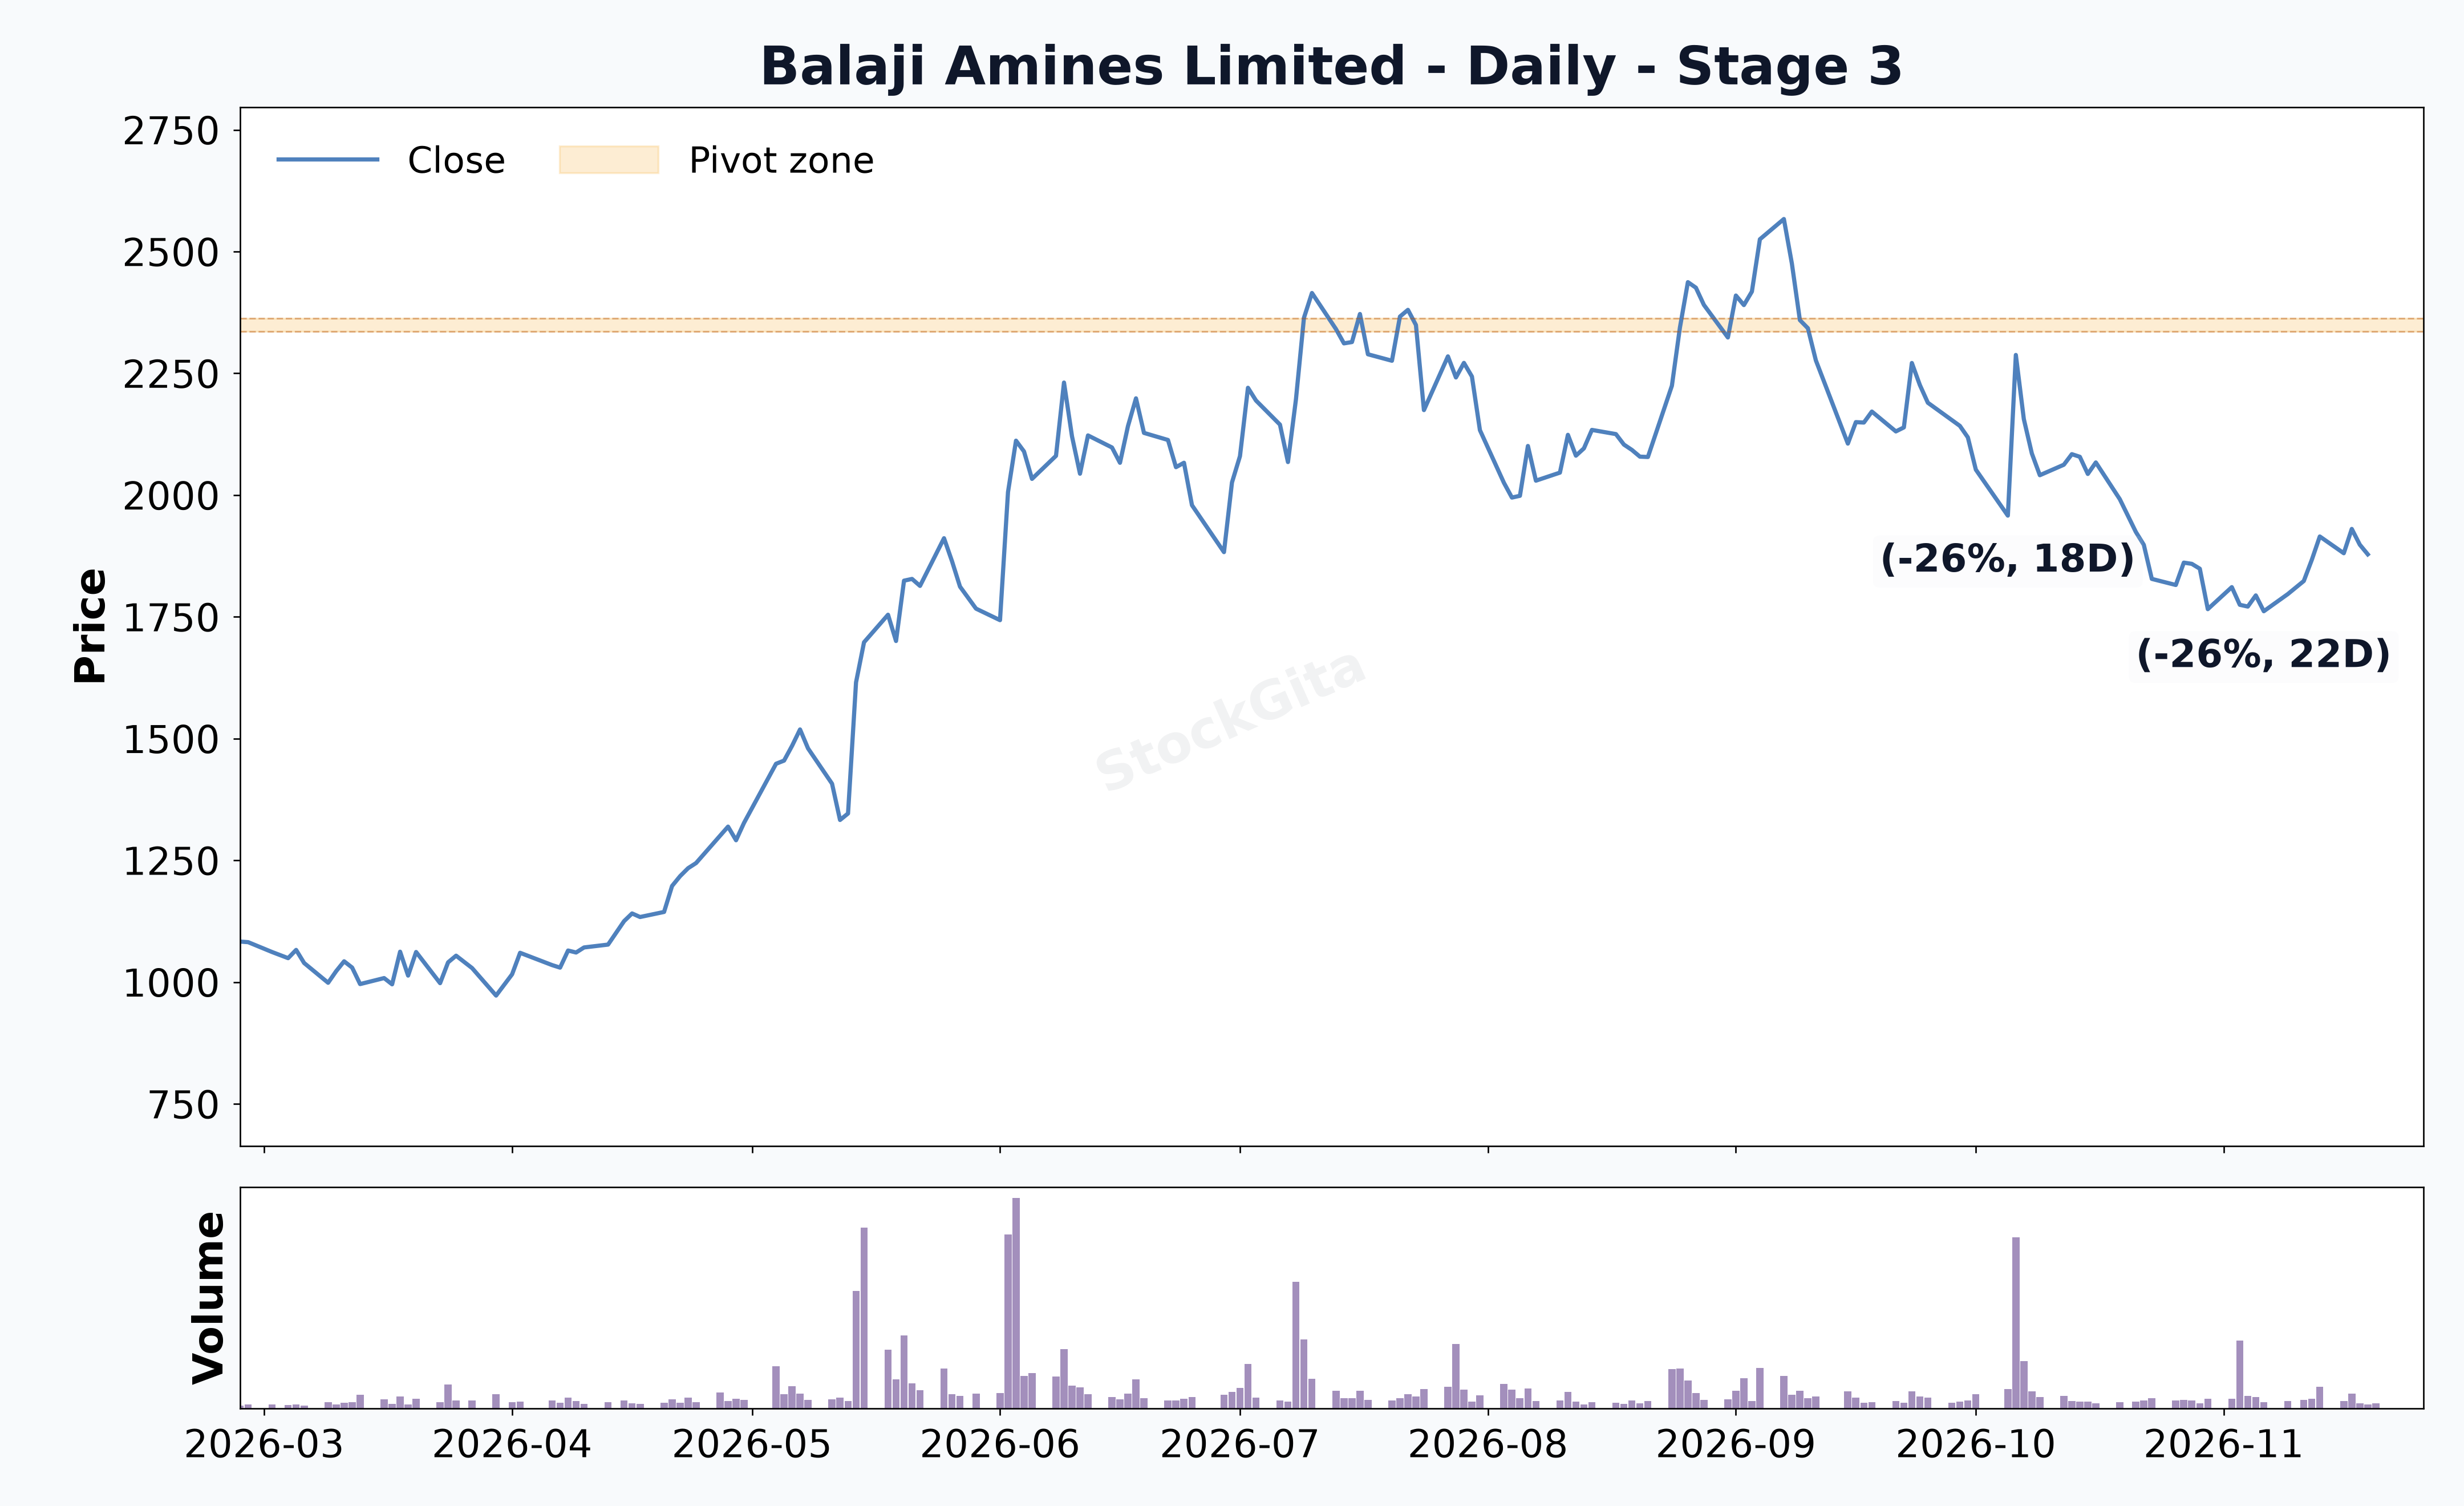 Balaji Amines Limited - Daily - Stage 3
Close
Pivot zone
Price
2750
2500
2250
2000
1750
1500
1250
1000
750
(-26%, 18D)
(-26%, 22D)
StockGita
Volume
2026-03
2026-04
2026-05
2026-06
2026-07
2026-08
2026-09
2026-10
2026-11